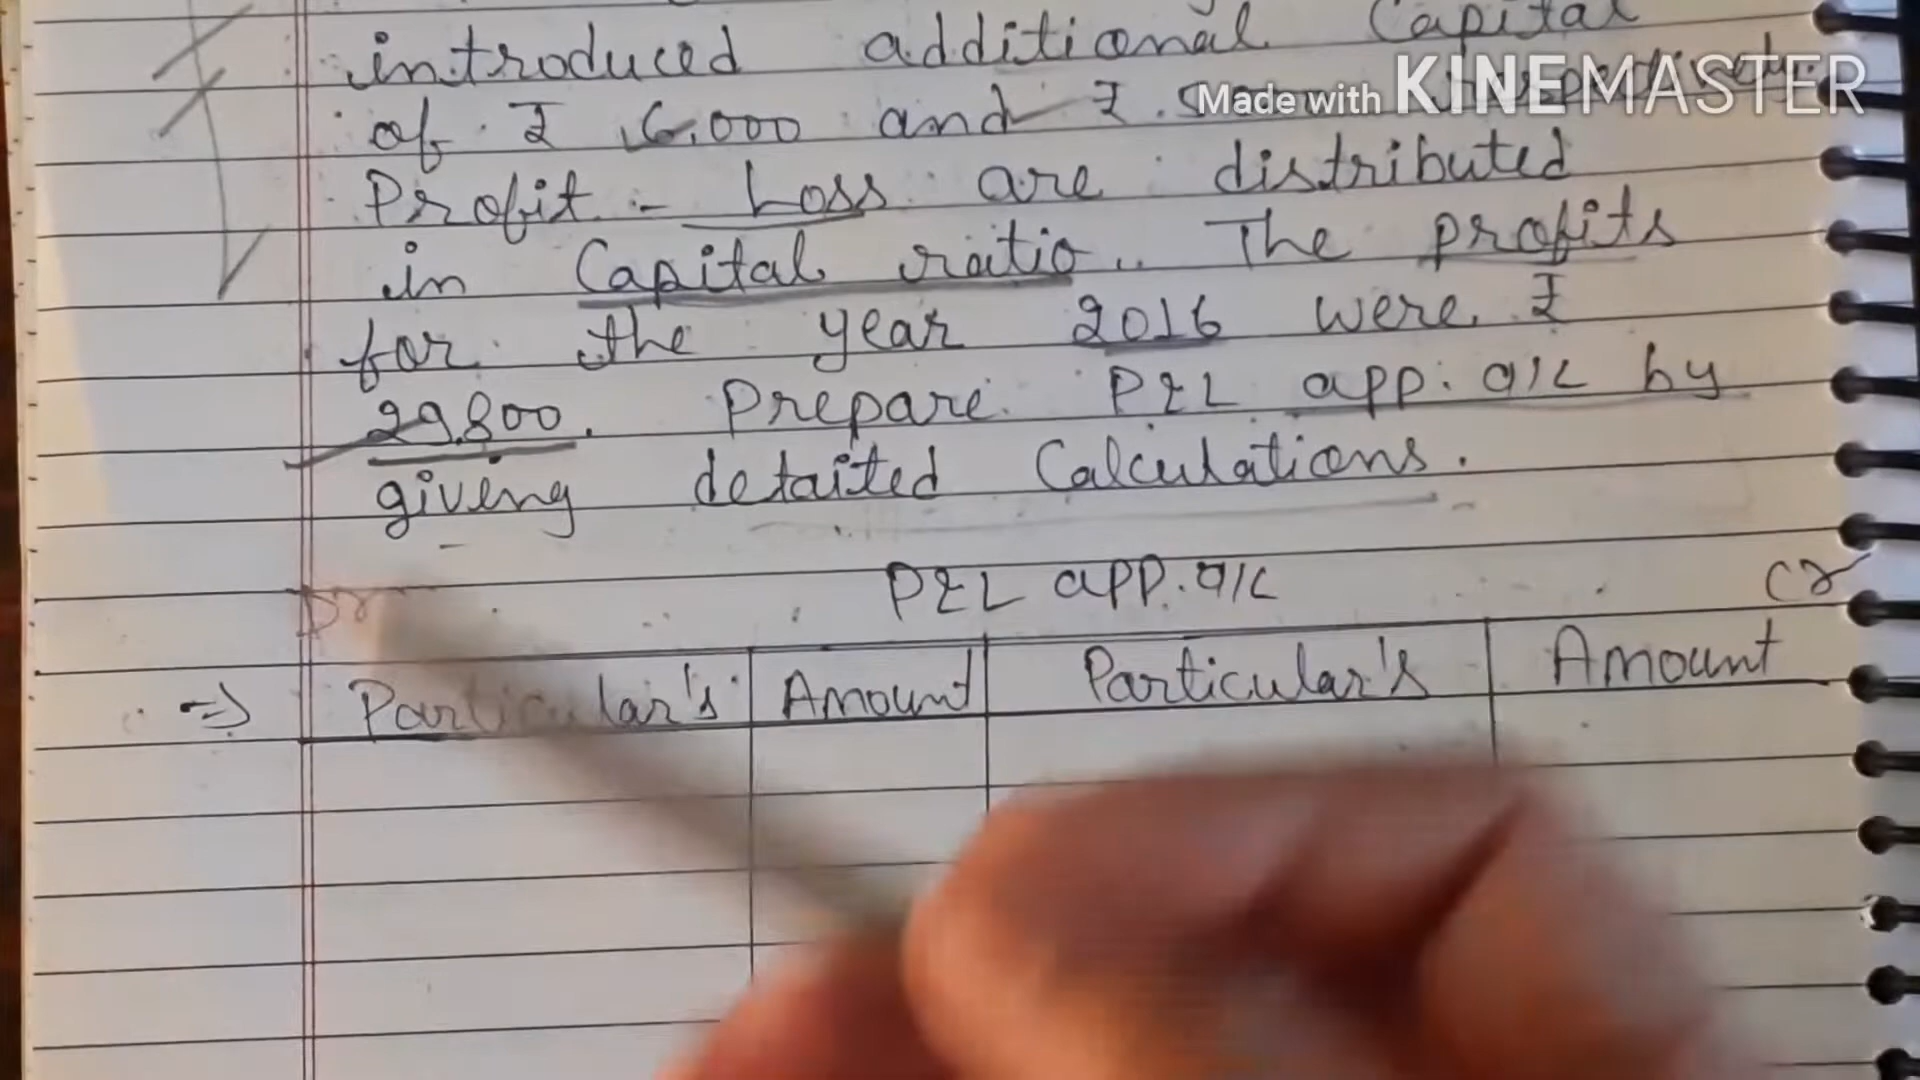 introduced additional Capital
of ₹ 6,000 and ₹.
Made with KINEMASTER
Profit - Loss are distributed
in Capital ratio. The profits
for the year 2016 were ₹
29,800. Prepare P&L app. a/c by
giving detailed Calculations.
P&L app. a/c
Dr
Cr
Particular's Amount Particular's Amount